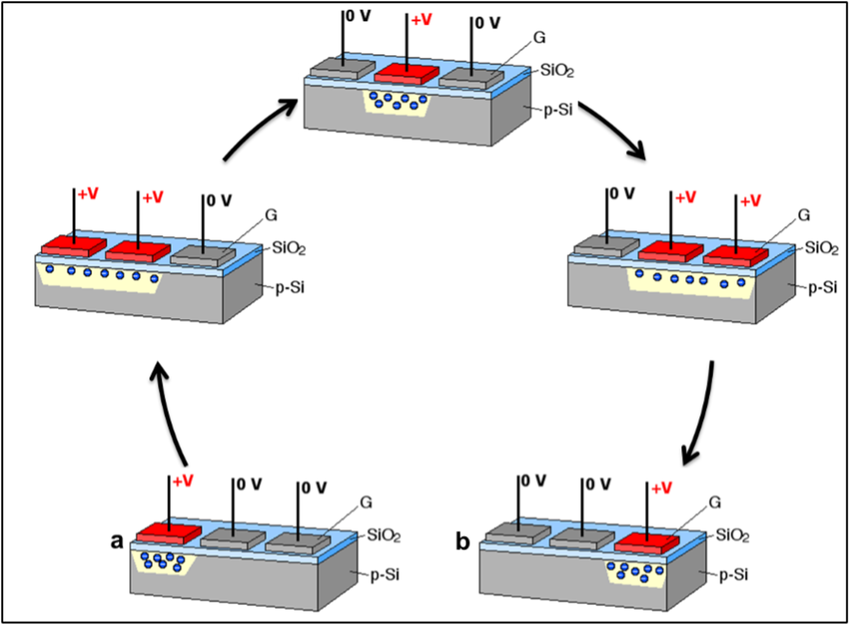 0 V
+V
0 V
G
SiO₂
p-Si
+V
+V
0 V
G
SiO₂
p-Si
0 V
+V
+V
G
SiO₂
p-Si
a
+V
0 V
0 V
G
SiO₂
p-Si
b
0 V
0 V
+V
G
SiO₂
p-Si